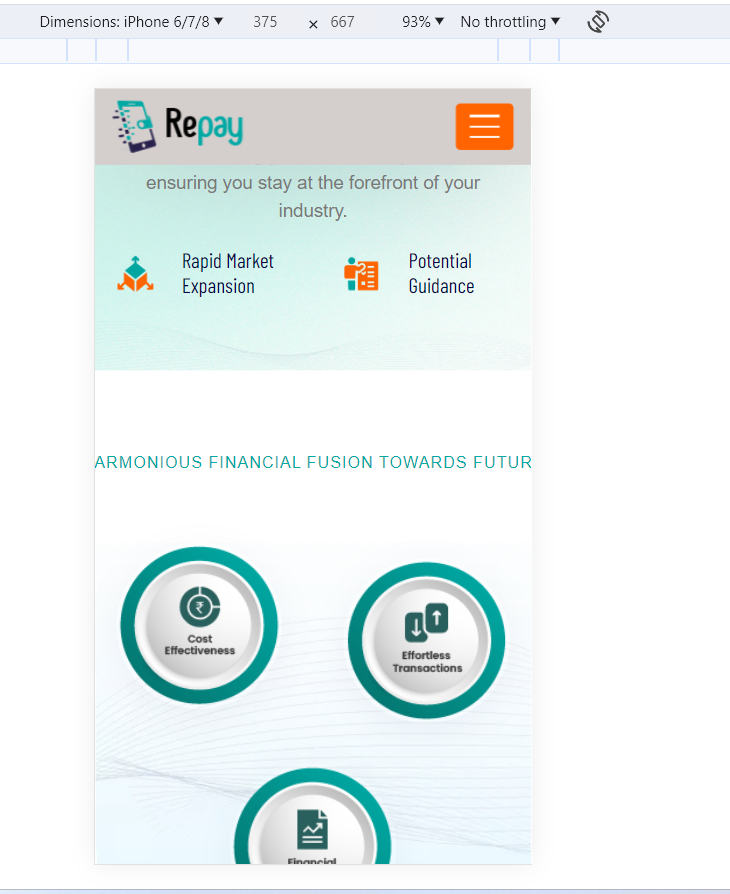 Dimensions: iPhone 6/7/8 ▼ 375 × 667 93% ▼ No throttling ▼
Repay
ensuring you stay at the forefront of your
industry.
Rapid Market
Expansion
Potential
Guidance
ARMONIOUS FINANCIAL FUSION TOWARDS FUTUR
Cost
Effectiveness
Effortless
Transactions
Financial